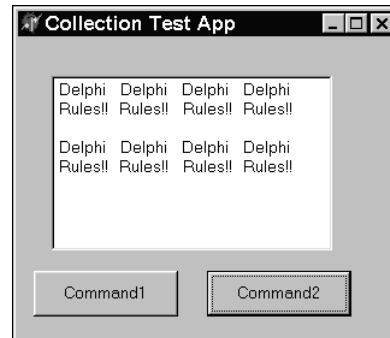 Collection Test App
Delphi Delphi Delphi Delphi
Rules!! Rules!! Rules!! Rules!!
Delphi Delphi Delphi Delphi
Rules!! Rules!! Rules!! Rules!!
Command1 Command2